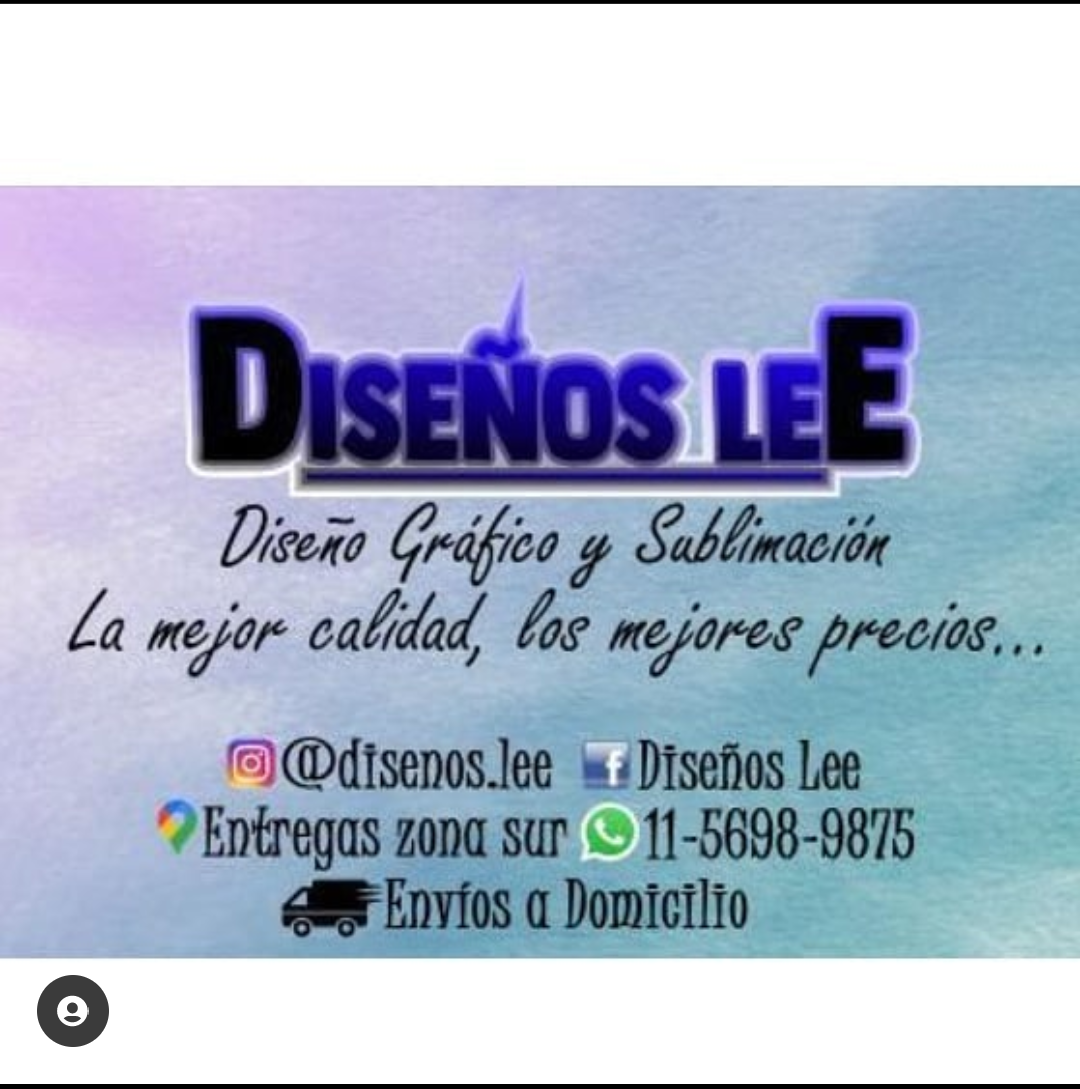 DISEÑOS LEE
Diseño Gráfico y Sublimación
La mejor calidad, los mejores precios...
@disenos.lee Diseños Lee
Entregas zona sur 11-5698-9875
Envíos a Domicilio